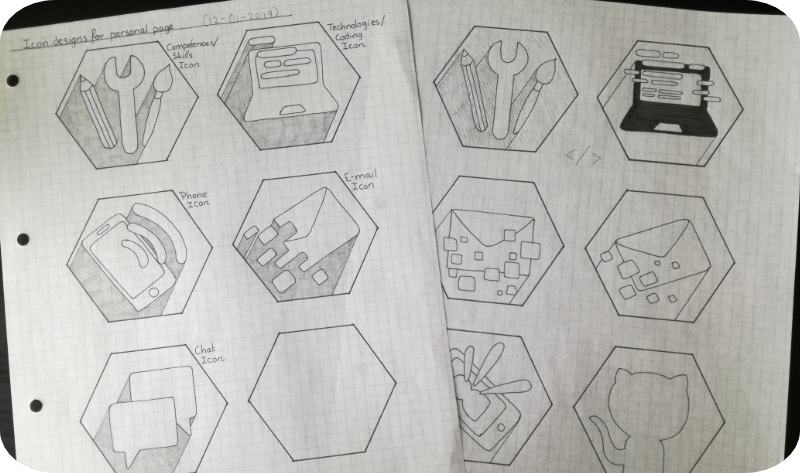 Icon designs for personal page (12-01-2019)
Competences/
Skills
Icon
Technologies/
Coding
Icon
Phone
Icon
E-mail
Icon
Chat
Icon
</>